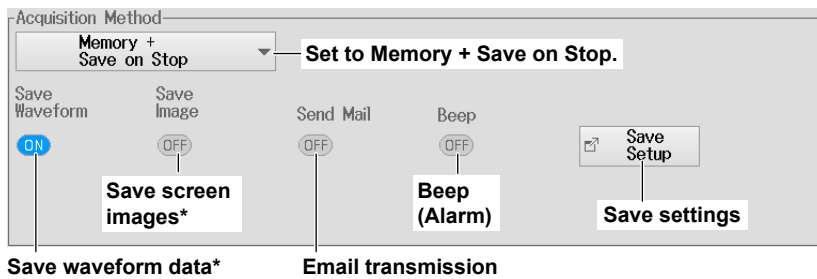 Acquisition Method
Memory +
Save on Stop
Set to Memory + Save on Stop.
Save
Waveform
Save
Image
Send Mail
Beep
ON
OFF
OFF
OFF
Save
Setup
Save screen
images*
Beep
(Alarm)
Save settings
Save waveform data*
Email transmission